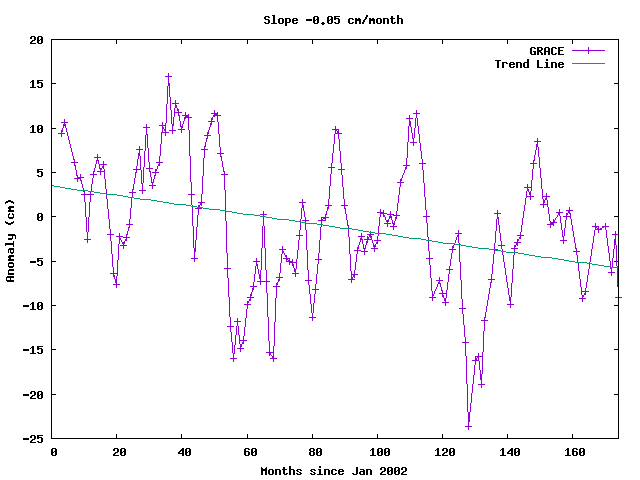 Slope -0.05 cm/month
GRACE
Trend Line
20
15
10
5
0
-5
-10
-15
-20
-25
Anomaly (cm)
0 20 40 60 80 100 120 140 160
Months since Jan 2002